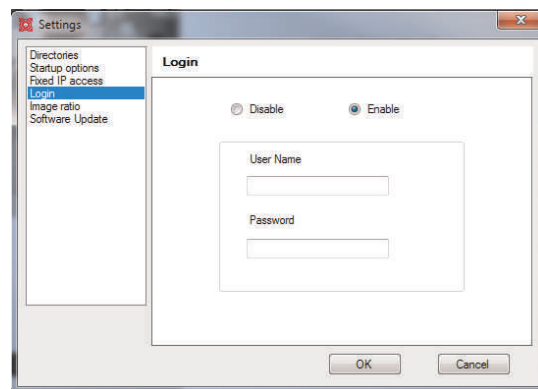 Settings
Directories
Startup options
Fixed IP access
Login
Image ratio
Software Update
Login
Disable
Enable
User Name
Password
OK
Cancel